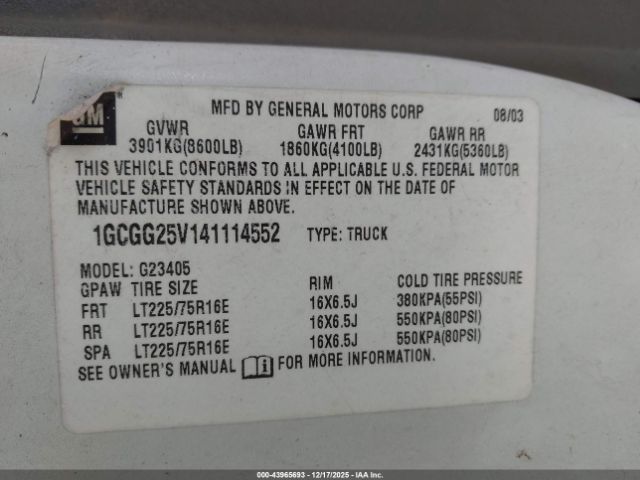 GM
MFD BY GENERAL MOTORS CORP 08/03
GVWR GAWR FRT GAWR RR
3901KG(8600LB) 1860KG(4100LB) 2431KG(5360LB)
THIS VEHICLE CONFORMS TO ALL APPLICABLE U.S. FEDERAL MOTOR
VEHICLE SAFETY STANDARDS IN EFFECT ON THE DATE OF
MANUFACTURE SHOWN ABOVE.
1GCGG25V141114552 TYPE: TRUCK
MODEL: G23405
GPAW TIRE SIZE RIM COLD TIRE PRESSURE
FRT LT225/75R16E 16X6.5J 380KPA(55PSI)
RR LT225/75R16E 16X6.5J 550KPA(80PSI)
SPA LT225/75R16E 16X6.5J 550KPA(80PSI)
SEE OWNER'S MANUAL FOR MORE INFORMATION.
000-43965693 | 12/17/2025 - IAA Inc.